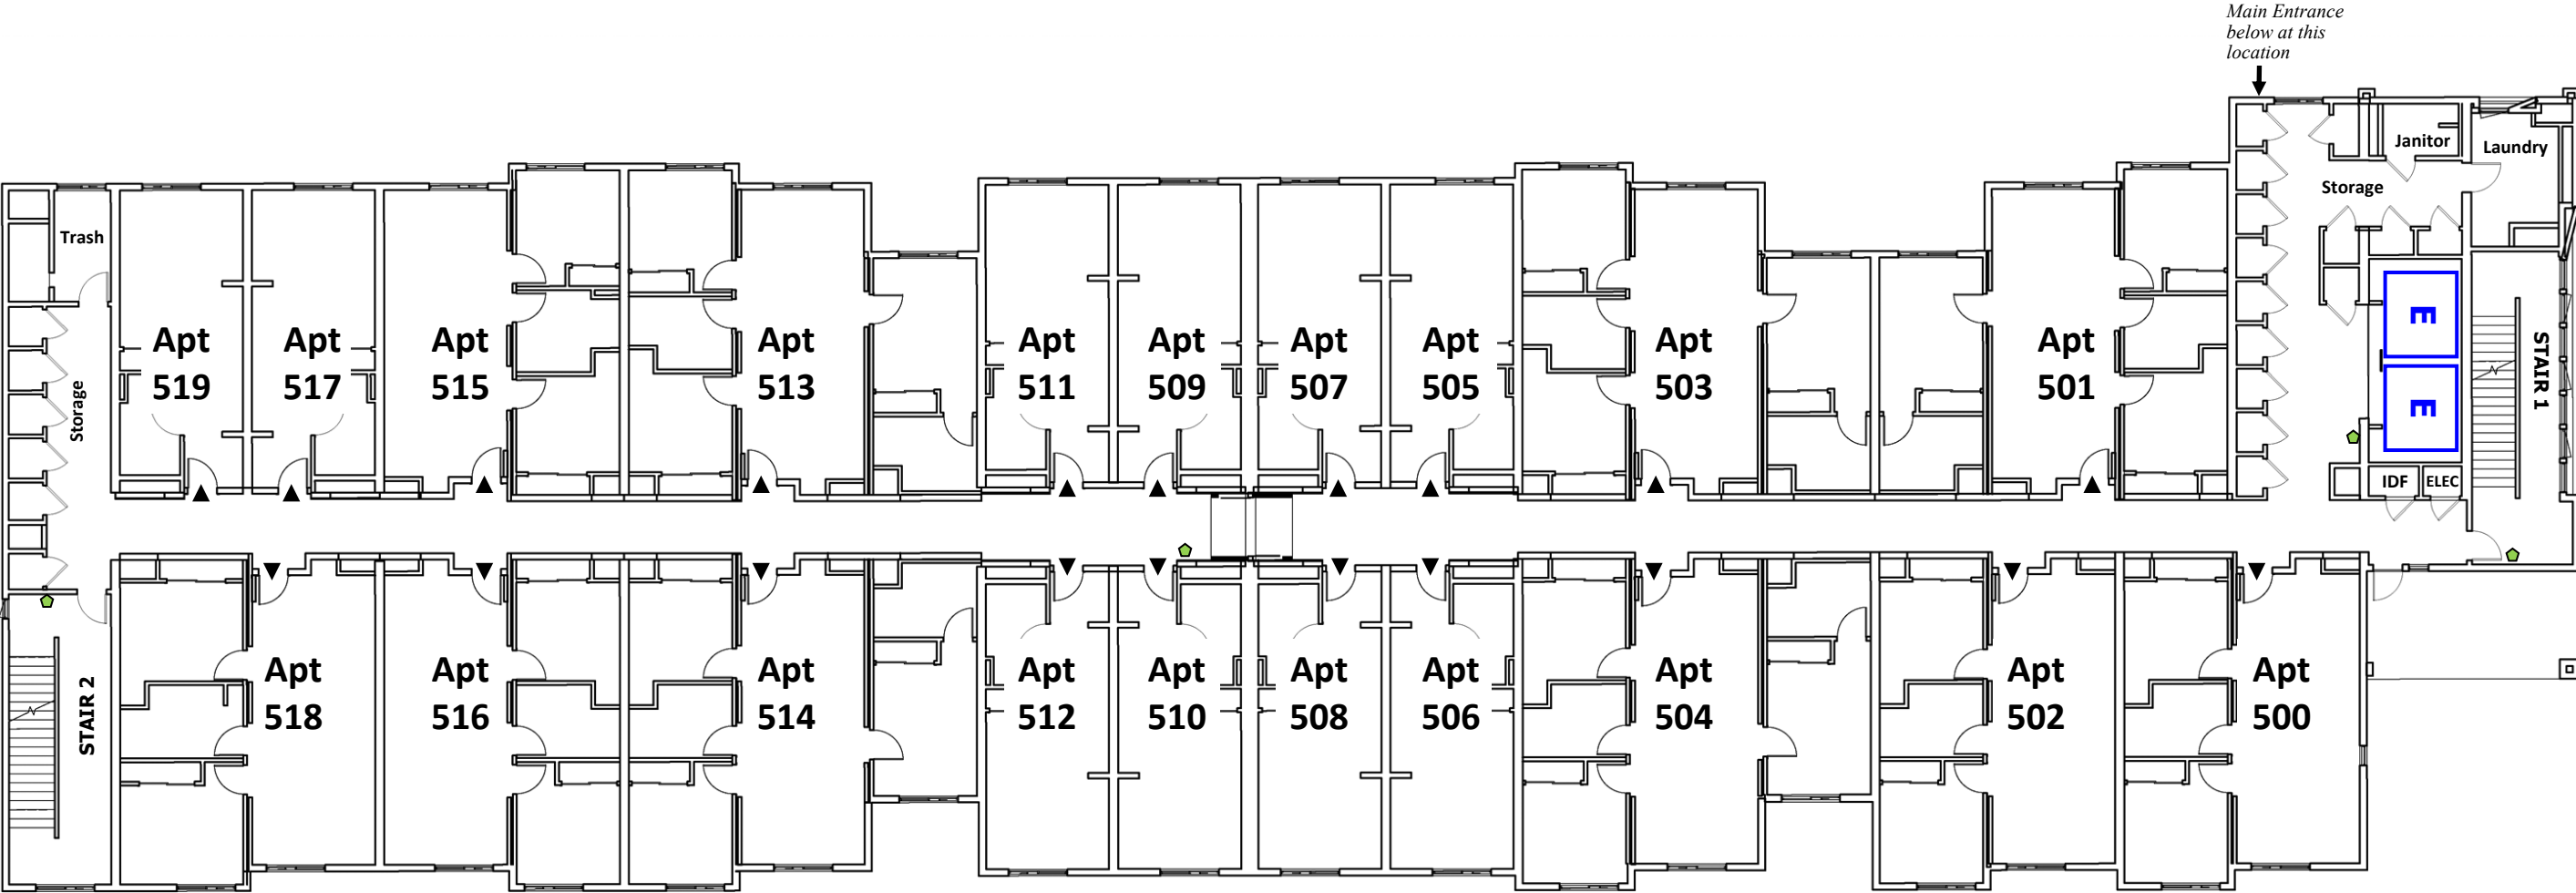 Main Entrance
below at this
location
Janitor
Laundry
Storage
Trash
Apt
519
Apt
517
Apt
515
Apt
513
Apt
511
Apt
509
Apt
507
Apt
505
Apt
503
Apt
501
E
E
STAIR 1
Storage
IDF
ELEC
STAIR 2
Apt
518
Apt
516
Apt
514
Apt
512
Apt
510
Apt
508
Apt
506
Apt
504
Apt
502
Apt
500